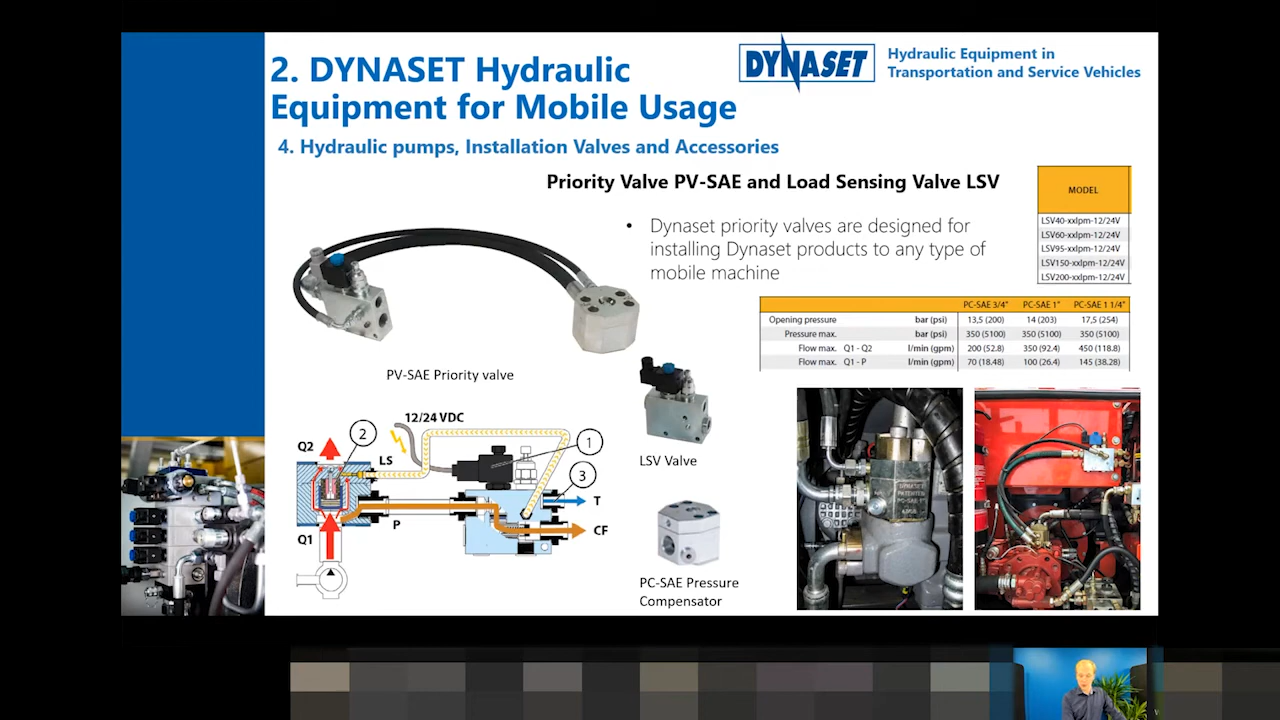 2. DYNASET Hydraulic
Equipment for Mobile Usage
DYNASET
Hydraulic Equipment in
Transportation and Service Vehicles
4. Hydraulic pumps, Installation Valves and Accessories
Priority Valve PV-SAE and Load Sensing Valve LSV
• Dynaset priority valves are designed for
installing Dynaset products to any type of
mobile machine
MODEL
LSV40-xxlpm-12/24V
LSV60-xxlpm-12/24V
LSV95-xxlpm-12/24V
LSV150-xxlpm-12/24V
LSV200-xxlpm-12/24V
PC-SAE 3/4" PC-SAE 1" PC-SAE 1 1/4"
Opening pressure bar (psi) 13,5 (200) 14 (203) 17,5 (254)
Pressure max. bar (psi) 350 (5100) 350 (5100) 350 (5100)
Flow max. Q1 - Q2 l/min (gpm) 200 (52.8) 350 (92.4) 450 (118.8)
Flow max. Q1 - P l/min (gpm) 70 (18.48) 100 (26.4) 145 (38.28)
PV-SAE Priority valve
12/24 VDC
Q2
2
LS
1
3
T
P
CF
Q1
LSV Valve
PC-SAE Pressure
Compensator
DYNASET
PATENTED